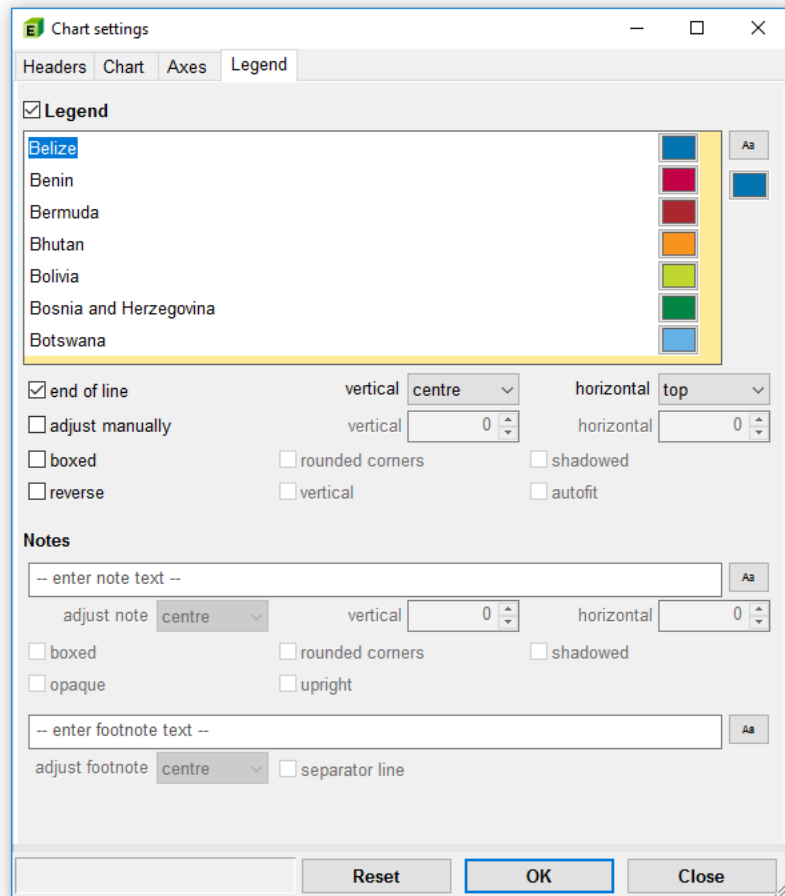 E Chart settings
Headers Chart Axes Legend
Legend
Belize
Aa
Benin
Bermuda
Bhutan
Bolivia
Bosnia and Herzegovina
Botswana
end of line vertical centre horizontal top
adjust manually vertical 0 horizontal 0
boxed rounded corners shadowed
reverse vertical autofit
Notes
-- enter note text -- Aa
adjust note centre vertical 0 horizontal 0
boxed rounded corners shadowed
opaque upright
-- enter footnote text -- Aa
adjust footnote centre separator line
Reset OK Close